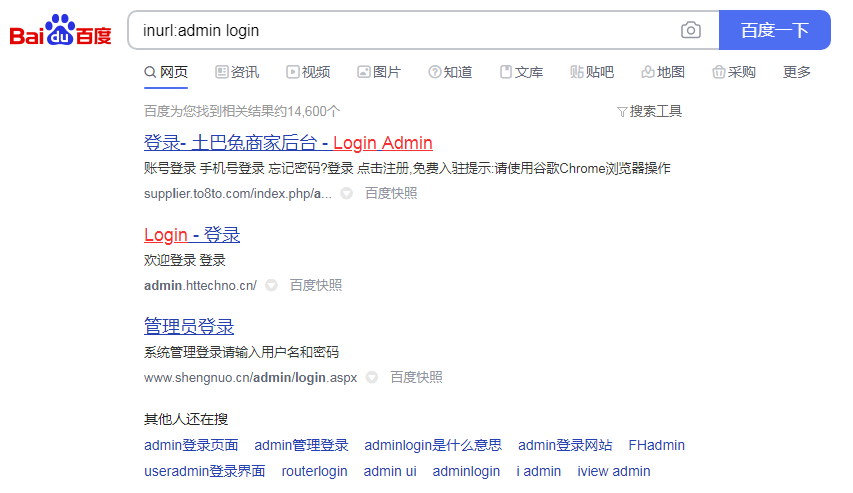 Bai du 百度 inurl:admin login 百度一下
网页 资讯 视频 图片 知道 文库 贴吧 地图 采购 更多
百度为您找到相关结果约14,600个 搜索工具
登录- 土巴兔商家后台 - Login Admin
账号登录 手机号登录 忘记密码?登录 点击注册,免费入驻提示:请使用谷歌Chrome浏览器操作
supplier.to8to.com/index.php/a... 百度快照
Login - 登录
欢迎登录 登录
admin.httechno.cn/ 百度快照
管理员登录
系统管理登录请输入用户名和密码
www.shengnuo.cn/admin/login.aspx 百度快照
其他人还在搜
admin登录页面 admin管理登录 adminlogin是什么意思 admin登录网站 FHadmin
useradmin登录界面 routerlogin admin ui adminlogin i admin iview admin